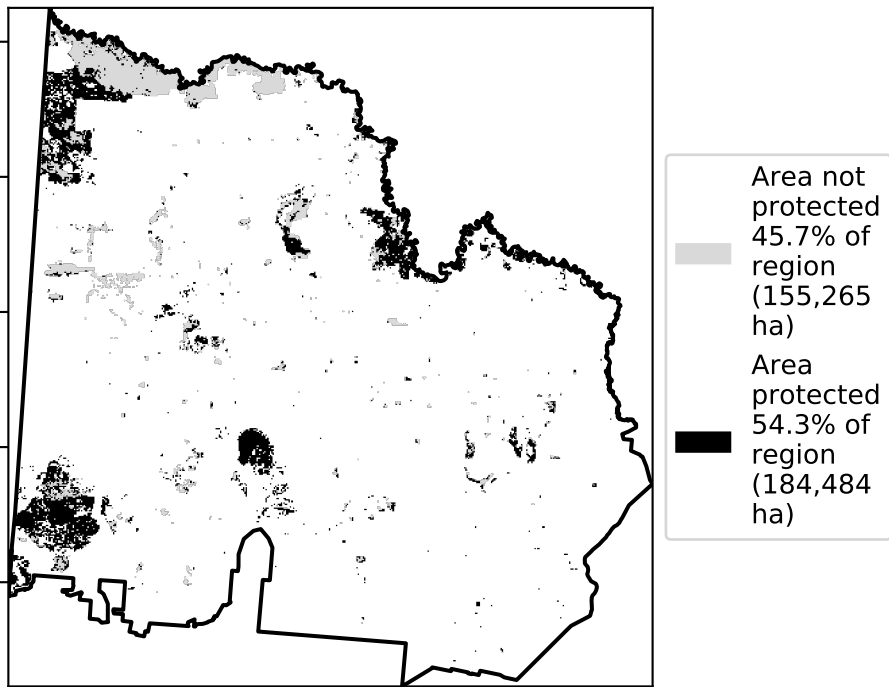 Area not
protected
45.7% of
region
(155,265
ha)
Area
protected
54.3% of
region
(184,484
ha)